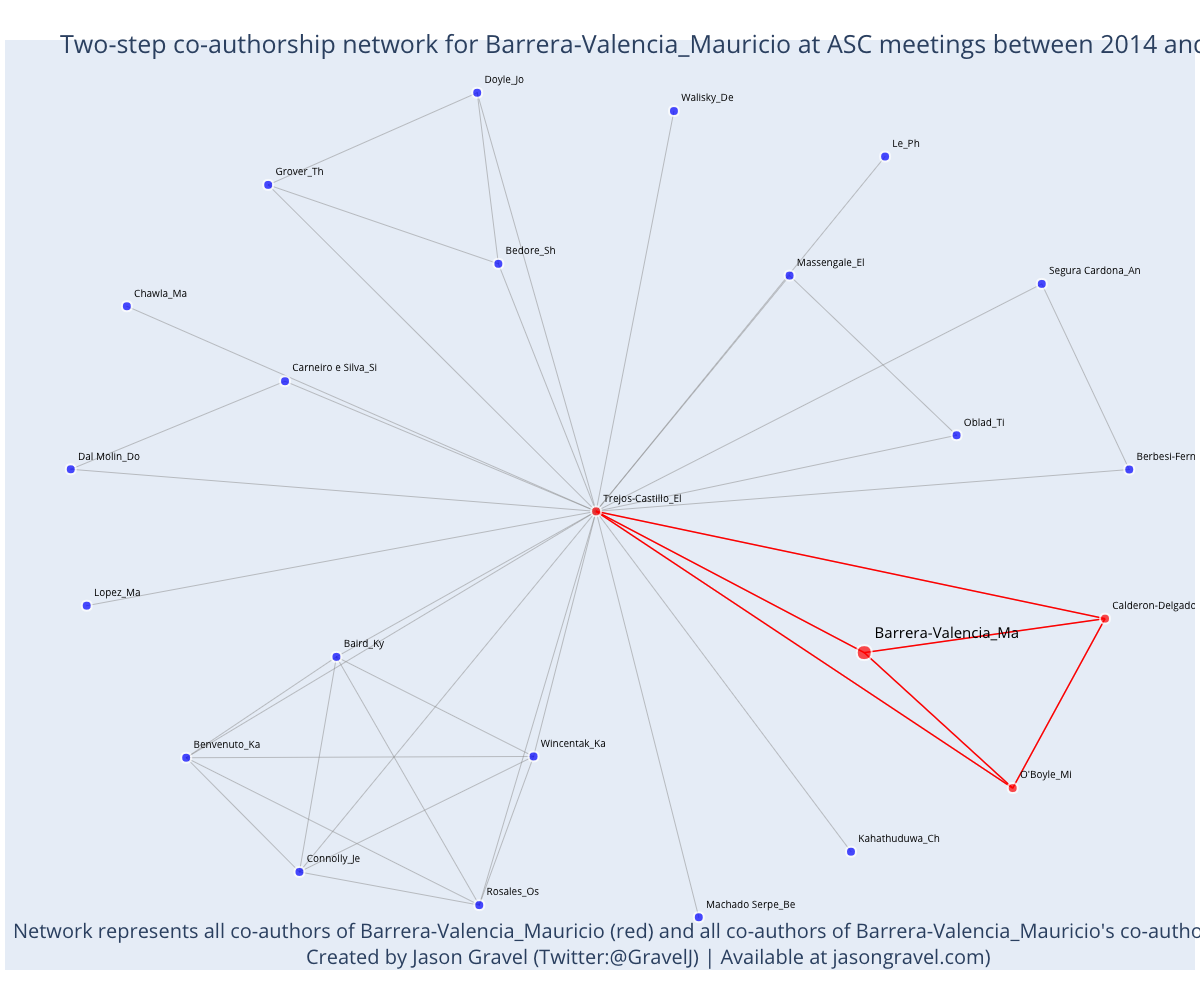 Two-step co-authorship network for Barrera-Valencia_Mauricio at ASC meetings between 2014 and
Doyle_Jo
Walisky_De
Le_Ph
Grover_Th
Bedore_Sh
Massengale_El
Segura Cardona_An
Chawla_Ma
Carneiro e Silva_Si
Oblad_Ti
Dal Molin_Do
Berbesi-Fern
Trejos-Castillo_El
Lopez_Ma
Calderon-Delgado
Barrera-Valencia_Ma
Baird_Ky
Benvenuto_Ka
Wincentak_Ka
O'Boyle_Mi
Kahathuduwa_Ch
Connolly_Je
Rosales_Os
Machado Serpe_Be
Network represents all co-authors of Barrera-Valencia_Mauricio (red) and all co-authors of Barrera-Valencia_Mauricio's co-autho
Created by Jason Gravel (Twitter:@GravelJ) | Available at jasongravel.com)